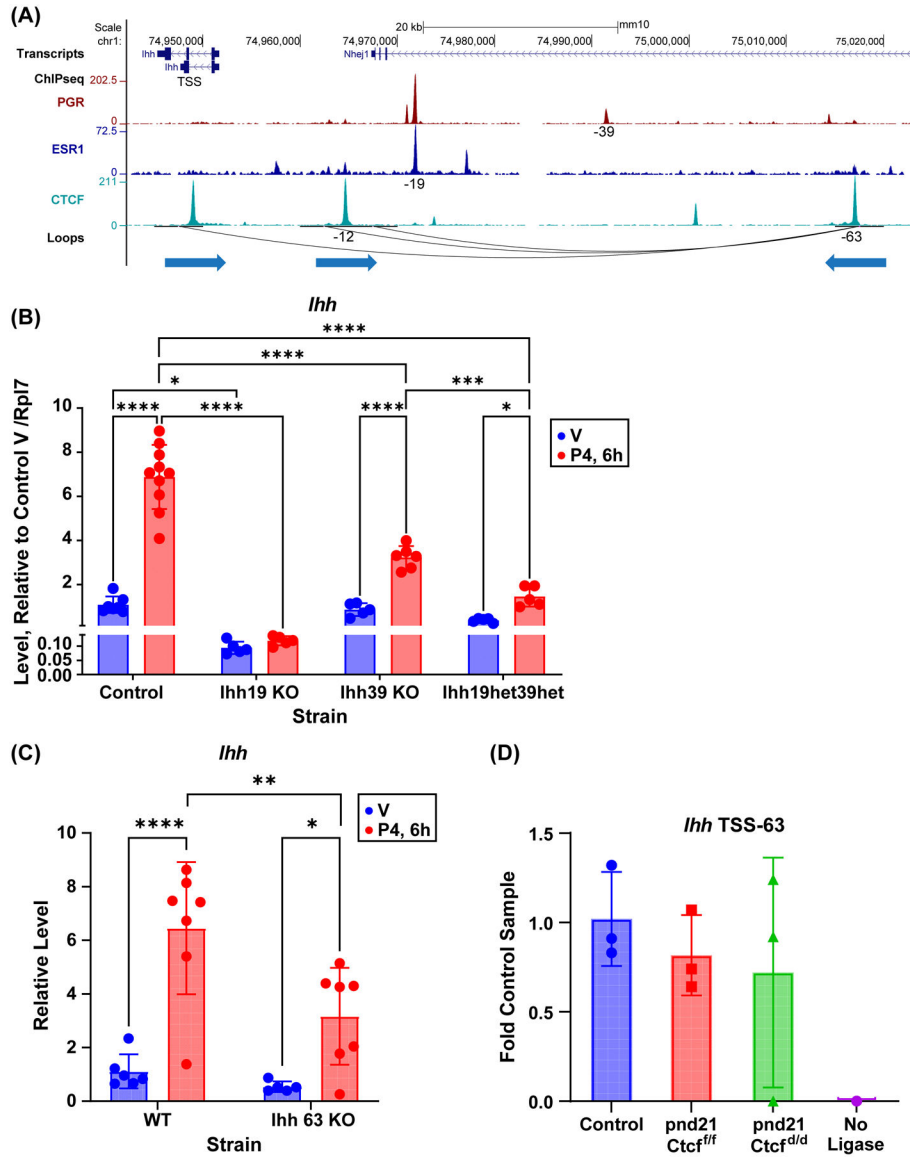 (A)
Scale 20 kb mm10
chr1: 74,950,000 74,960,000 74,970,000 74,980,000 74,990,000 75,0000,000 75,010,000 75,020,000
Transcripts Ihh Nhej1
Ihh
TSS
ChIPseq 202.5
PGR
0
-39
72.5
ESR1
0
-19
211
CTCF
0
Loops -12 -63
(B)
Ihh
****
****
* ***
**** **** **** *
V
P4, 6h
Level, Relative to Control V /Rpl7
10
8
6
4
2
0.10
0.05
0.00
Control Ihh19 KO Ihh39 KO Ihh19het39het
Strain
(C)
Ihh
**
**** *
V
P4, 6h
Relative Level
10
8
6
4
2
0
WT Ihh 63 KO
Strain
(D)
Ihh TSS-63
Fold Control Sample
1.5
1.0
0.5
0.0
Control pnd21 Ctcf^f/f pnd21 Ctcf^d/d No Ligase